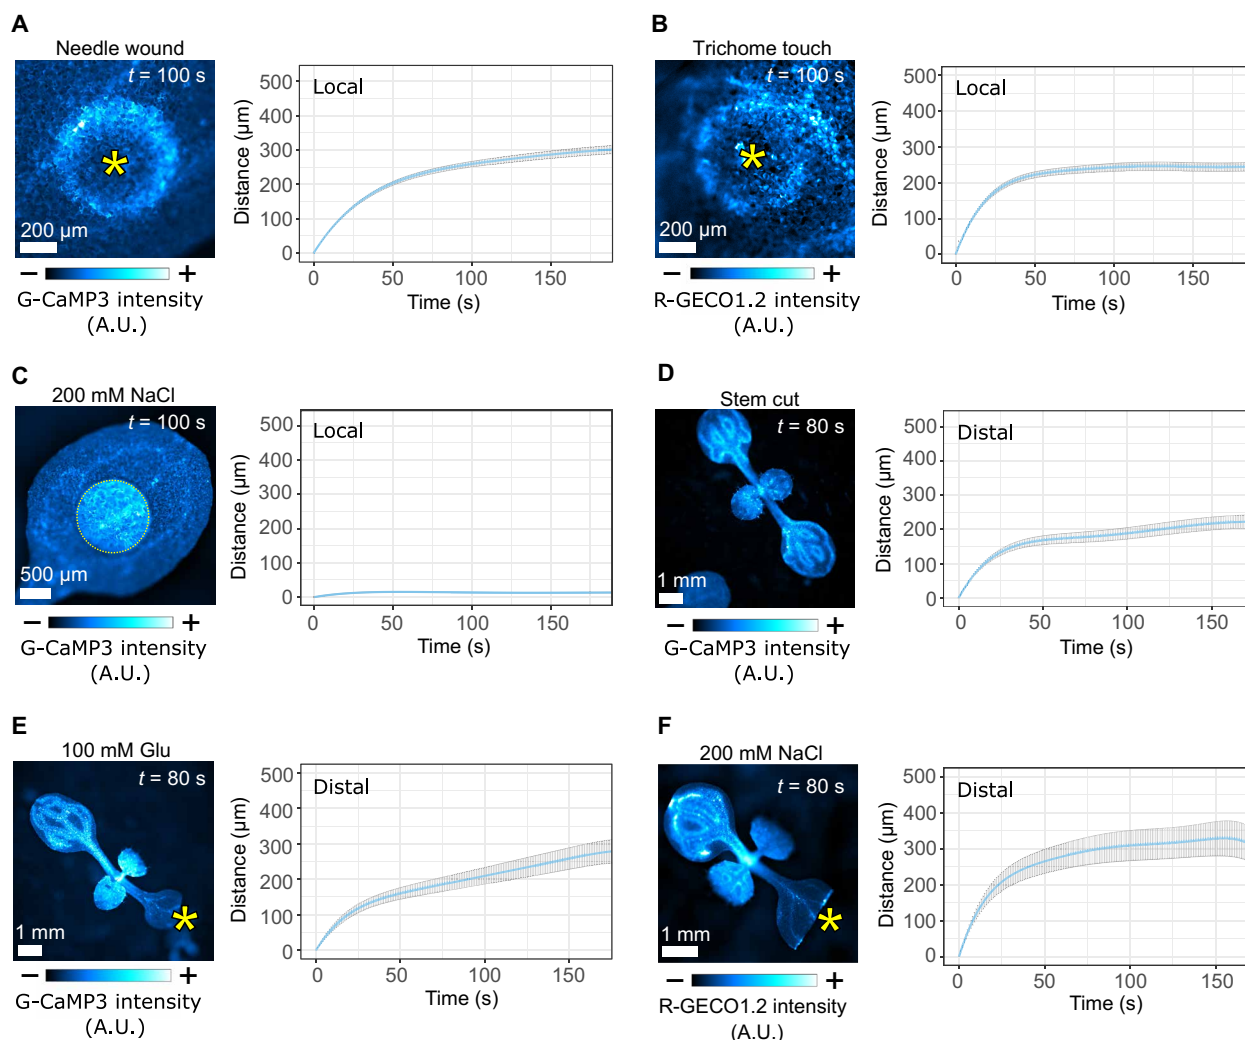 A
Needle wound
t = 100 s
200 µm
− +
G-CaMP3 intensity
(A.U.)
Local
Distance (µm)
500
400
300
200
100
0
0 50 100 150
Time (s)
B
Trichome touch
t = 100 s
200 µm
− +
R-GECO1.2 intensity
(A.U.)
Local
Distance (µm)
500
400
300
200
100
0
0 50 100 150
Time (s)
C
200 mM NaCl
t = 100 s
500 µm
− +
G-CaMP3 intensity
(A.U.)
Local
Distance (µm)
500
400
300
200
100
0
0 50 100 150
Time (s)
D
Stem cut
t = 80 s
1 mm
− +
G-CaMP3 intensity
(A.U.)
Distal
Distance (µm)
500
400
300
200
100
0
0 50 100 150
Time (s)
E
100 mM Glu
t = 80 s
1 mm
− +
G-CaMP3 intensity
(A.U.)
Distal
Distance (µm)
500
400
300
200
100
0
0 50 100 150
Time (s)
F
200 mM NaCl
t = 80 s
1 mm
− +
R-GECO1.2 intensity
(A.U.)
Distal
Distance (µm)
500
400
300
200
100
0
0 50 100 150
Time (s)